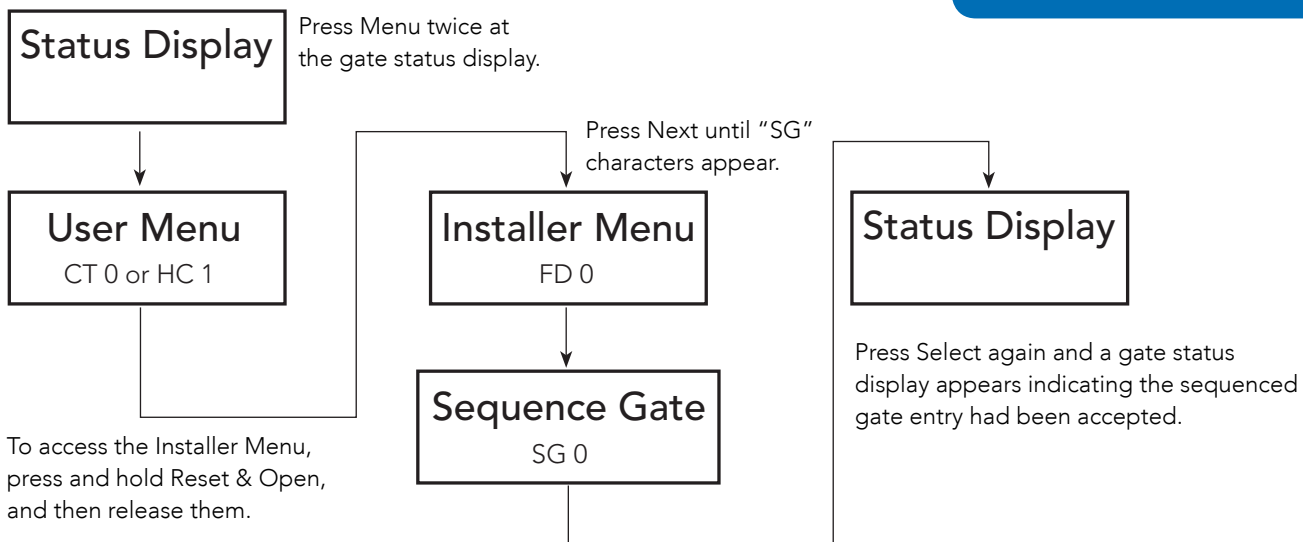 Status Display
Press Menu twice at
the gate status display.
User Menu
CT 0 or HC 1
To access the Installer Menu,
press and hold Reset & Open,
and then release them.
Installer Menu
FD 0
Press Next until “SG”
characters appear.
Sequence Gate
SG 0
Status Display
Press Select again and a gate status
display appears indicating the sequenced
gate entry had been accepted.